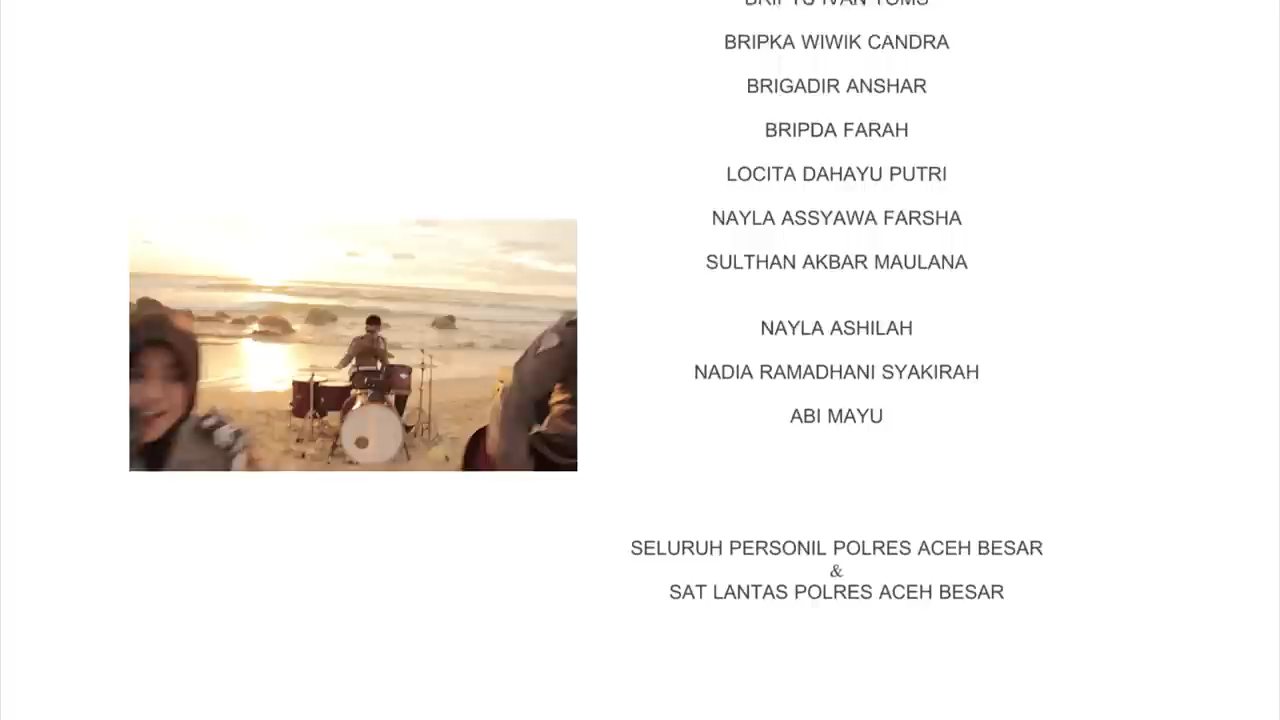 BRIPKA WIWIK CANDRA
BRIGADIR ANSHAR
BRIPDA FARAH
LOCITA DAHAYU PUTRI
NAYLA ASSYAWA FARSHA
SULTHAN AKBAR MAULANA
NAYLA ASHILAH
NADIA RAMADHANI SYAKIRAH
ABI MAYU
SELURUH PERSONIL POLRES ACEH BESAR
&
SAT LANTAS POLRES ACEH BESAR